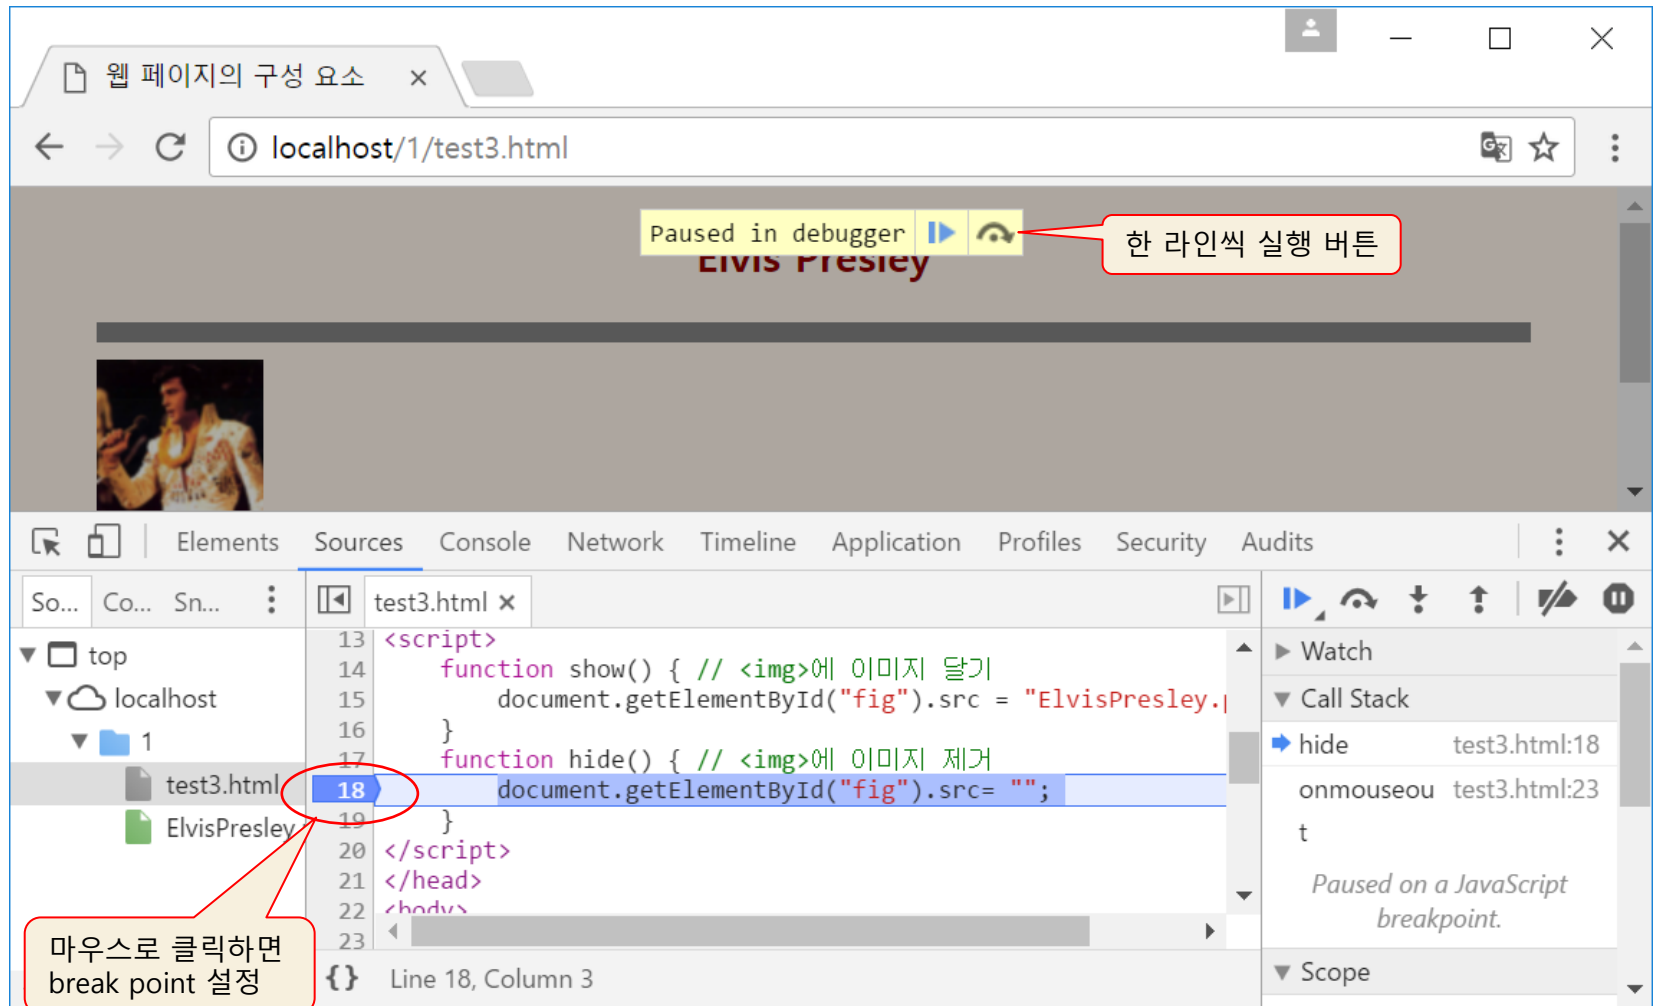 웹 페이지의 구성 요소
localhost/1/test3.html
Paused in debugger
한 라인씩 실행 버튼
Elvis Presley
Elements Sources Console Network Timeline Application Profiles Security Audits
So... Co... Sn...
test3.html
top
localhost
1
test3.html
ElvisPresley
13 <script>
14 function show() { // <img>에 이미지 달기
15 document.getElementById("fig").src = "ElvisPresley.
16 }
17 function hide() { // <img>에 이미지 제거
18 document.getElementById("fig").src= "";
19 }
20 </script>
21 </head>
22 <body>
23
마우스로 클릭하면
break point 설정
{} Line 18, Column 3
Watch
Call Stack
hide test3.html:18
onmouseou test3.html:23
t
Paused on a JavaScript
breakpoint.
Scope